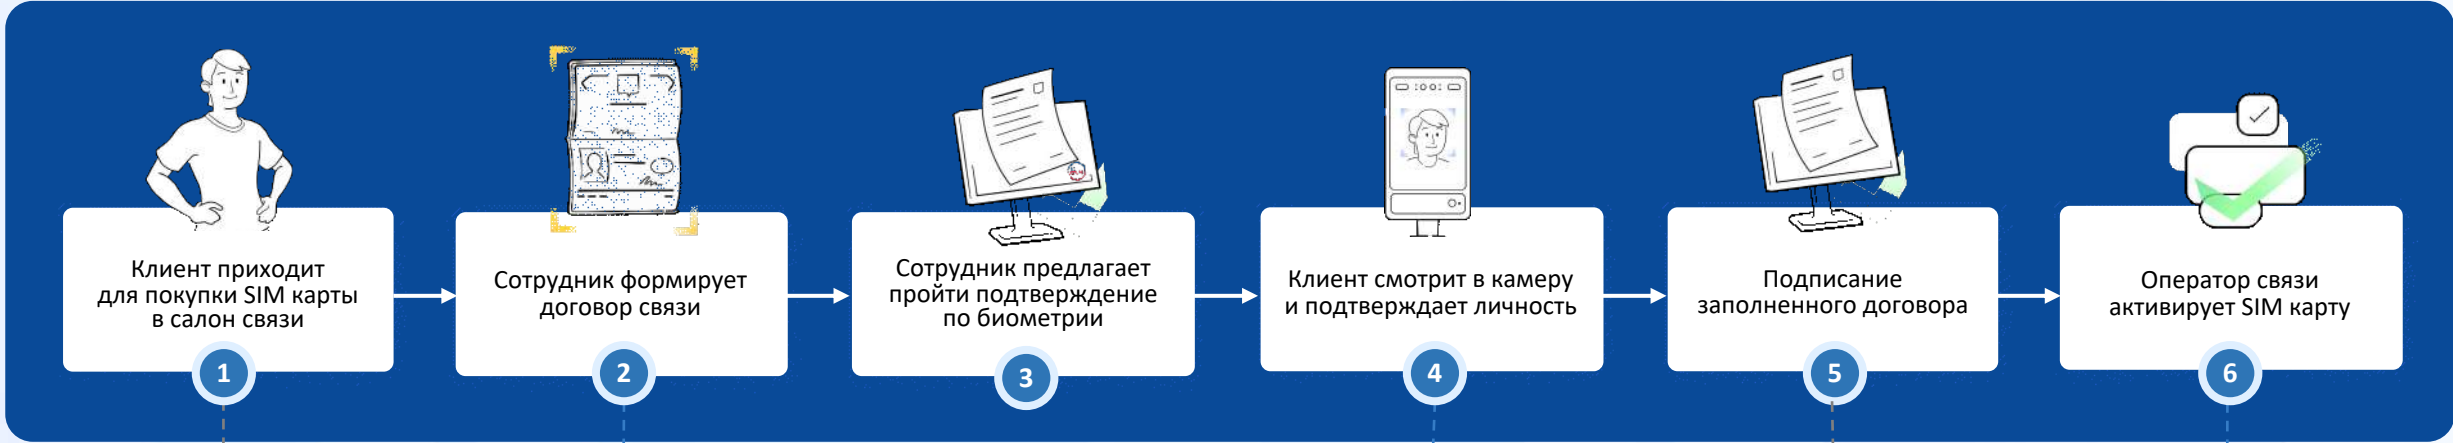 Клиент приходит
для покупки SIM карты
в салон связи
1
Сотрудник формирует
договор связи
2
Сотрудник предлагает
пройти подтверждение
по биометрии
3
Клиент смотрит в камеру
и подтверждает личность
4
Подписание
заполненного договора
5
Оператор связи
активирует SIM карту
6